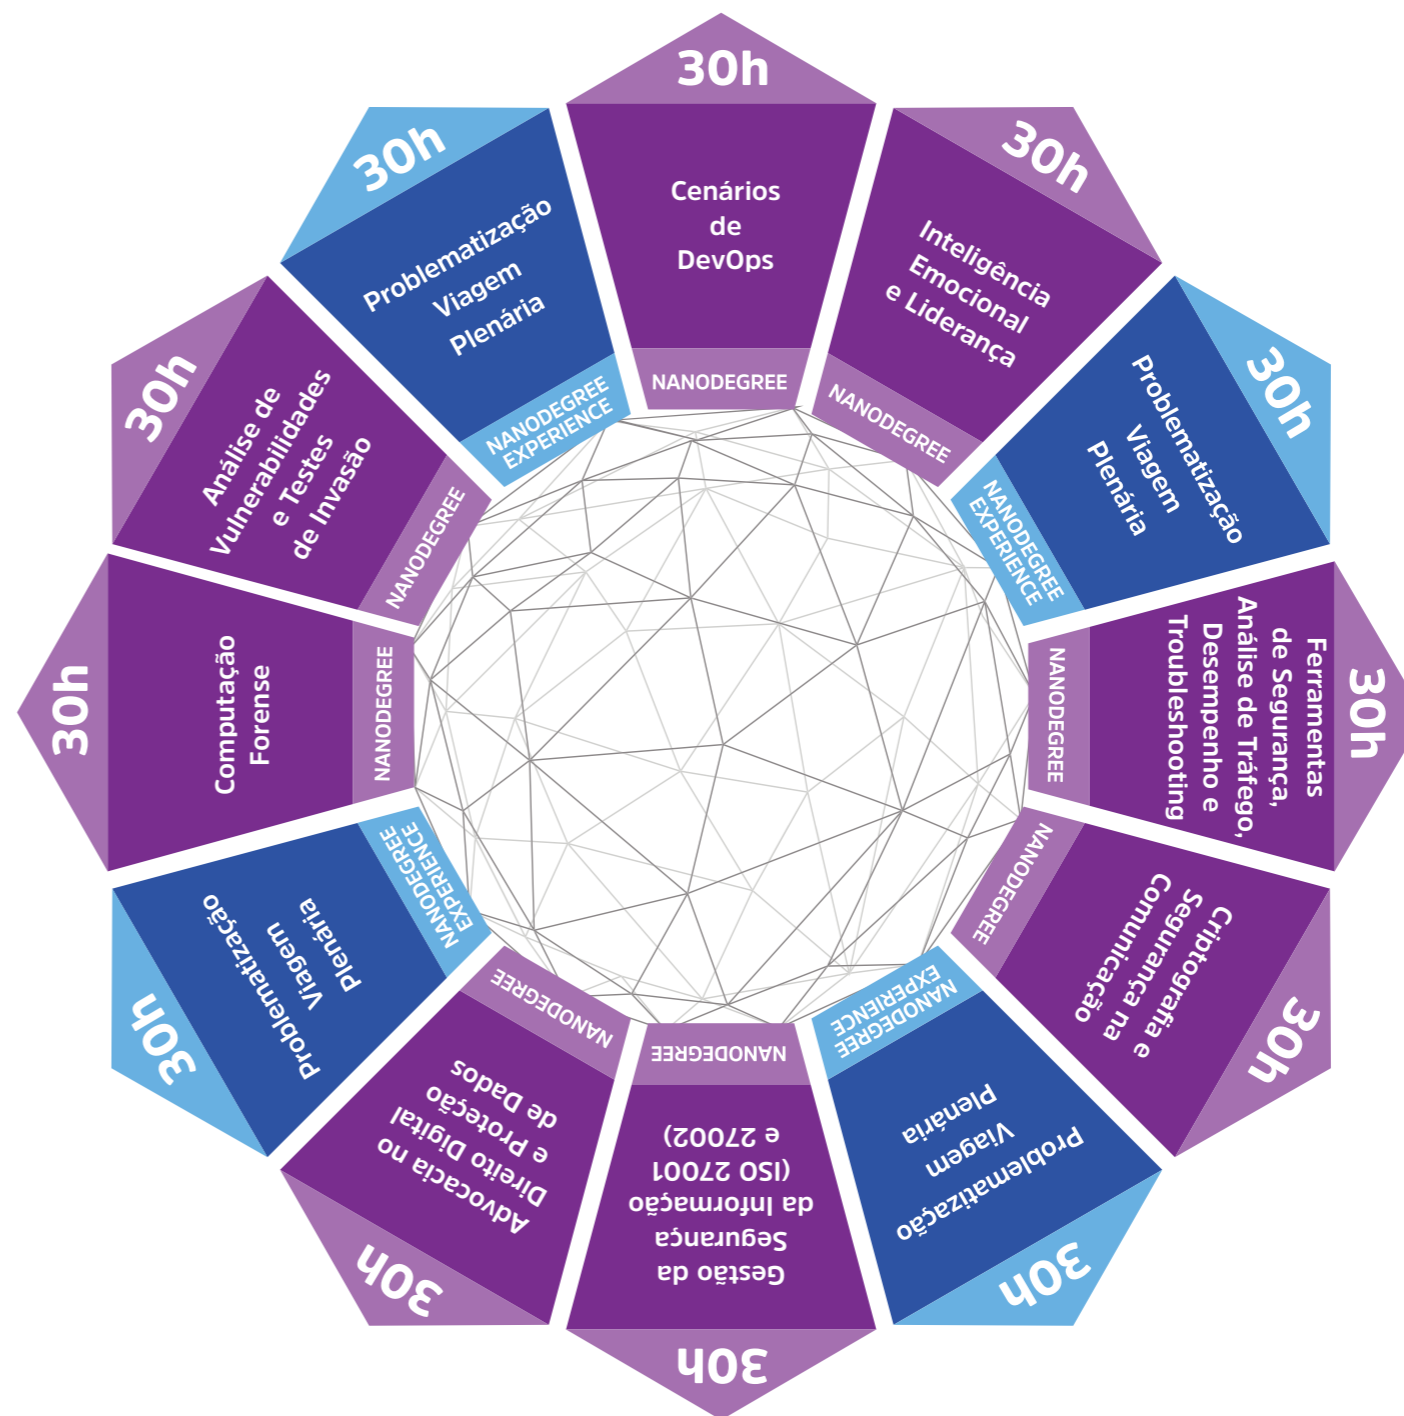 30h
Cenários
de
DevOps
NANODEGREE
30h
Inteligência
Emocional
e Liderança
NANODEGREE
30h
Problematização
Viagem
Plenária
NANODEGREE
EXPERIENCE
30h
Ferramentas
de Segurança,
Análise de Tráfego,
Desempenho e
Troubleshooting
NANODEGREE
30h
Criptografia e
Segurança na
Comunicação
NANODEGREE
30h
Problematização
Viagem
Plenária
NANODEGREE
EXPERIENCE
30h
Gestão da
Segurança
da Informação
(ISO 27001
e 27002)
NANODEGREE
30h
Advocacia no
Direito Digital
e Proteção
de Dados
NANODEGREE
30h
Problematização
Viagem
Plenária
NANODEGREE
EXPERIENCE
30h
Computação
Forense
NANODEGREE
30h
Análise de
Vulnerabilidades
e Testes
de Invasão
NANODEGREE
30h
Problematização
Viagem
Plenária
NANODEGREE
EXPERIENCE